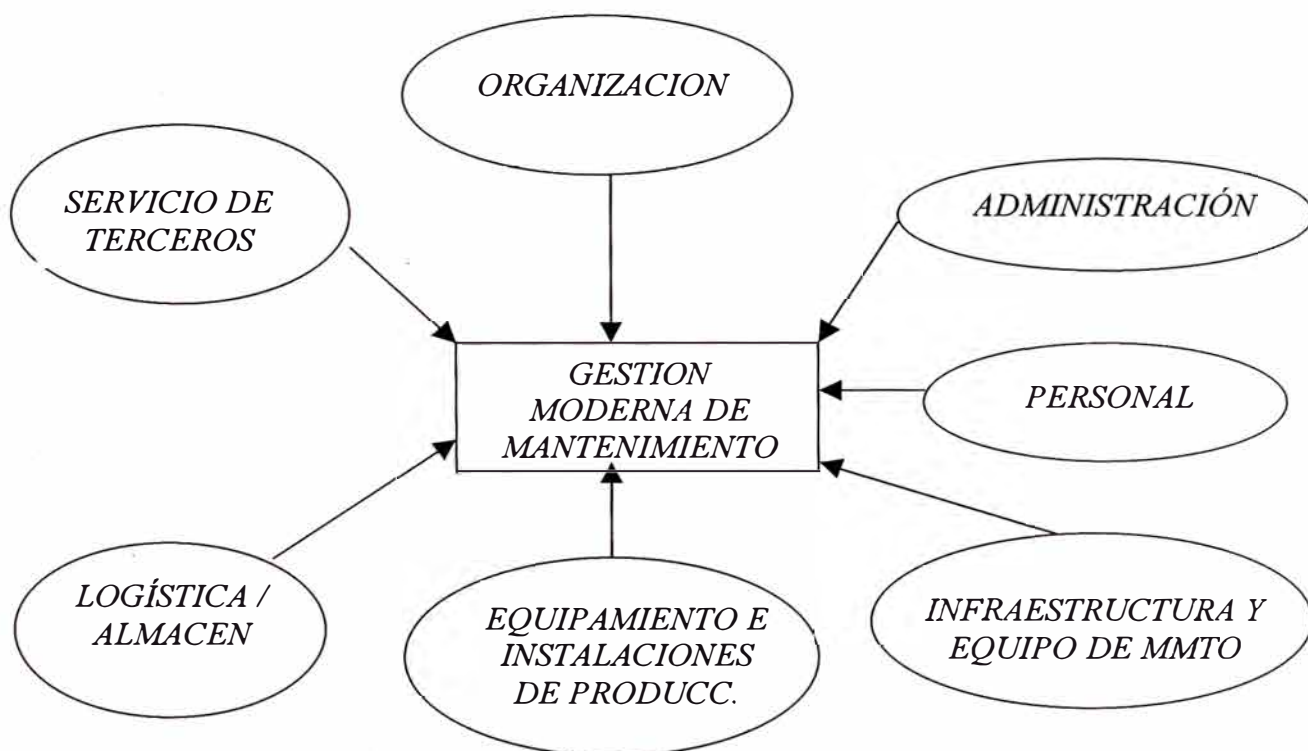 ORGANIZACION
SERVICIO DE
TERCEROS
ADMINISTRACIÓN
GESTION
MODERNA DE
MANTENIMIENTO
PERSONAL
LOGÍSTICA /
ALMACEN
EQUIPAMIENTO E
INSTALACIONES
DE PRODUCC.
INFRAESTRUCTURA Y
EQUIPO DE MMTO